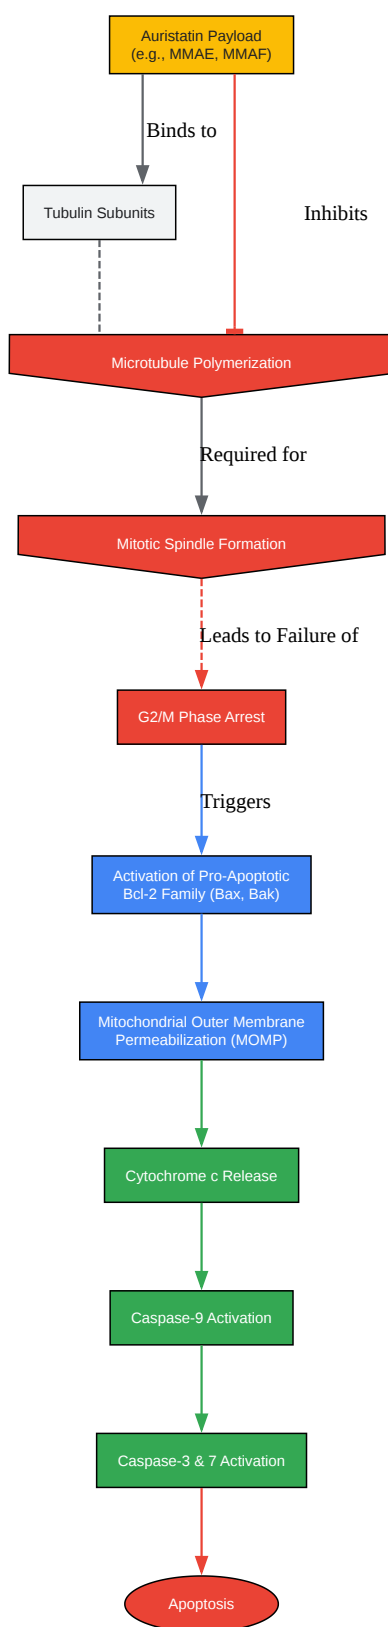 Auristatin Payload
(e.g., MMAE, MMAF)
Binds to
Tubulin Subunits
Inhibits
Microtubule Polymerization
Required for
Mitotic Spindle Formation
Leads to Failure of
G2/M Phase Arrest
Triggers
Activation of Pro-Apoptotic
Bcl-2 Family (Bax, Bak)
Mitochondrial Outer Membrane
Permeabilization (MOMP)
Cytochrome c Release
Caspase-9 Activation
Caspase-3 & 7 Activation
Apoptosis